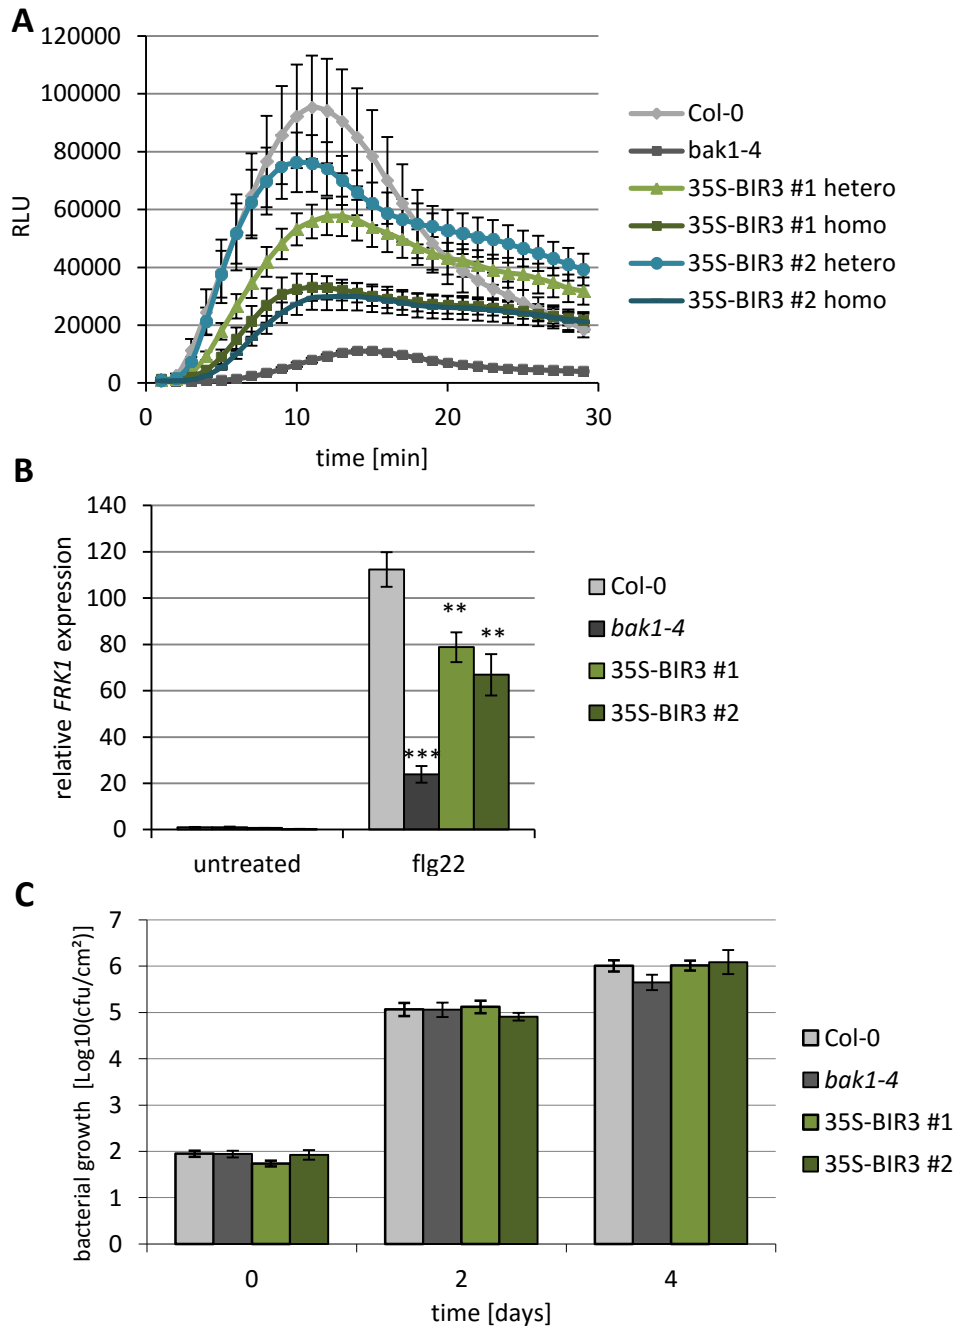 A
120000
100000
80000
60000
40000
20000
0
RLU
0 10 20 30
time [min]
Col-0
bak1-4
35S-BIR3 #1 hetero
35S-BIR3 #1 homo
35S-BIR3 #2 hetero
35S-BIR3 #2 homo
B
140
120
100
80
60
40
20
0
relative FRK1 expression
***
**
**
untreated flg22
Col-0
bak1-4
35S-BIR3 #1
35S-BIR3 #2
C
7
6
5
4
3
2
1
0
bacterial growth [Log10(cfu/cm²)]
0 2 4
time [days]
Col-0
bak1-4
35S-BIR3 #1
35S-BIR3 #2